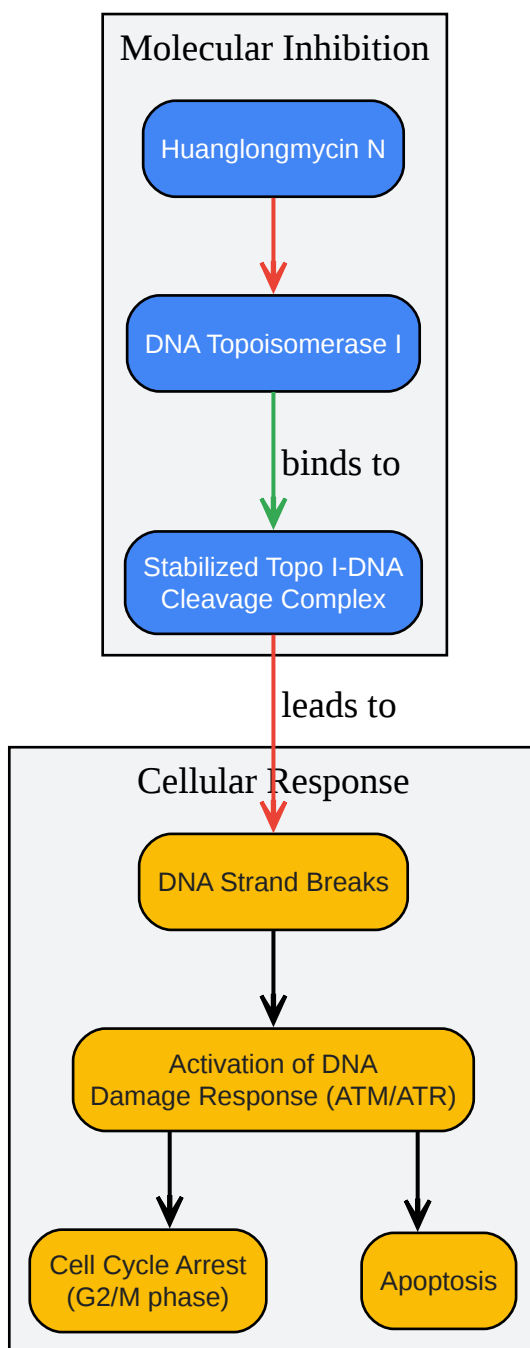 Molecular Inhibition
Huanglongmycin N
DNA Topoisomerase I
binds to
Stabilized Topo I-DNA
Cleavage Complex
leads to
Cellular Response
DNA Strand Breaks
Activation of DNA
Damage Response (ATM/ATR)
Cell Cycle Arrest
(G2/M phase)
Apoptosis